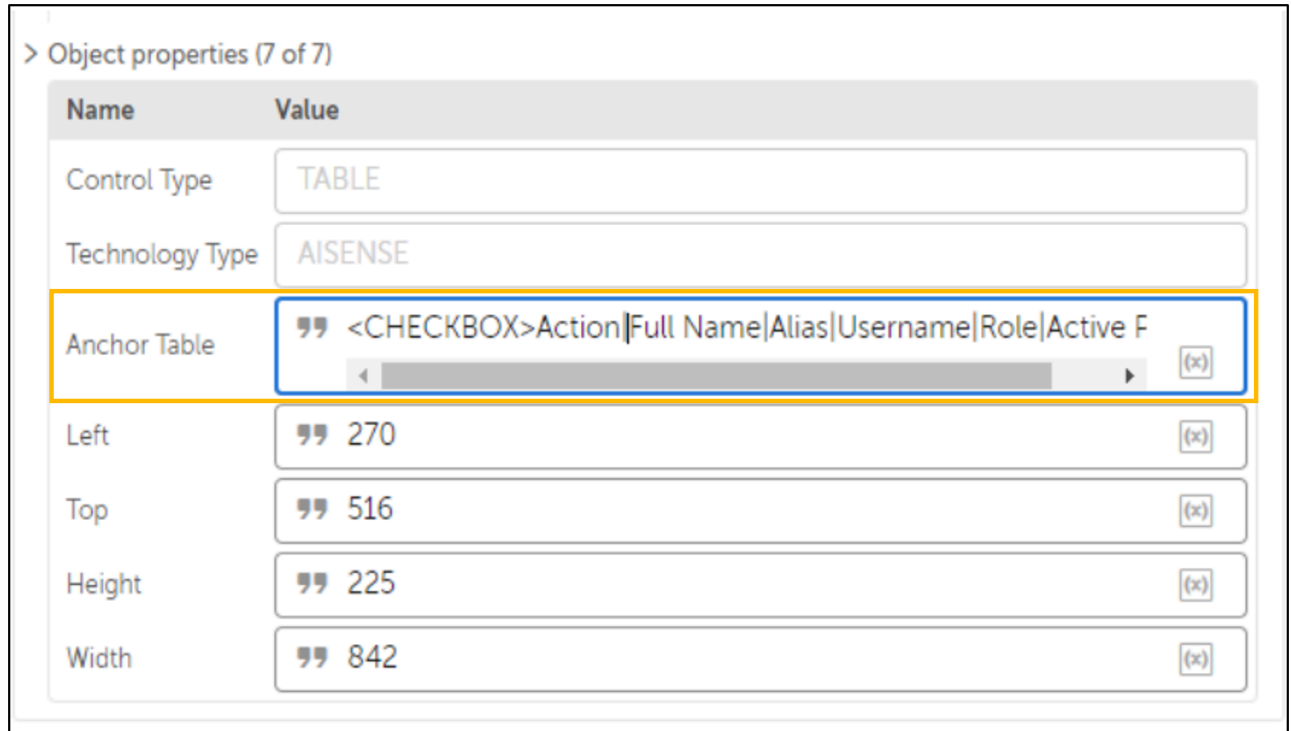 Object properties (7 of 7)
Name Value
Control Type TABLE
Technology Type AISENSE
Anchor Table <CHECKBOX>Action|Full Name|Alias|Username|Role|Active
(x)
Left 270 (x)
Top 516 (x)
Height 225 (x)
Width 842 (x)